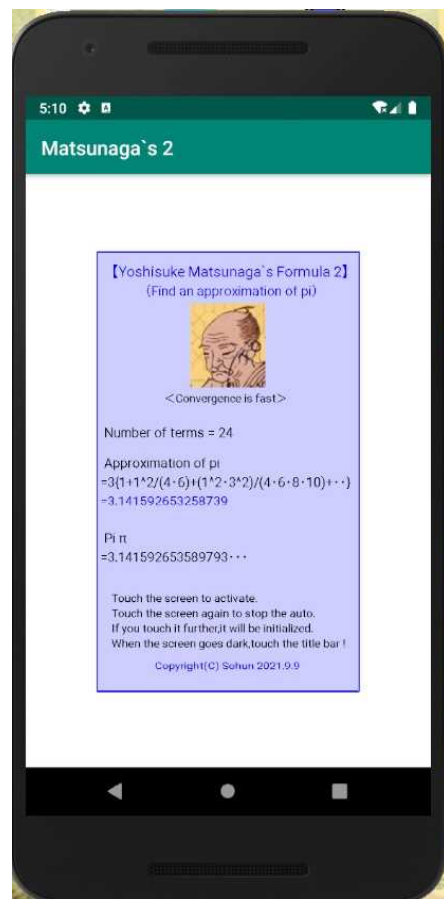 5:10
Matsunaga`s 2
【Yoshisuke Matsunaga`s Formula 2】
(Find an approximation of pi)
＜Convergence is fast＞
Number of terms = 24
Approximation of pi
=3{1+1^2/(4･6)+(1^2･3^2)/(4･6･8･10)+･･}
=3.141592653258739
Pi π
=3.141592653589793･･･
Touch the screen to activate.
Touch the screen again to stop the auto.
If you touch it further,it will be initialized.
When the screen goes dark,touch the title bar !
Copyright(C) Sohun 2021.9.9